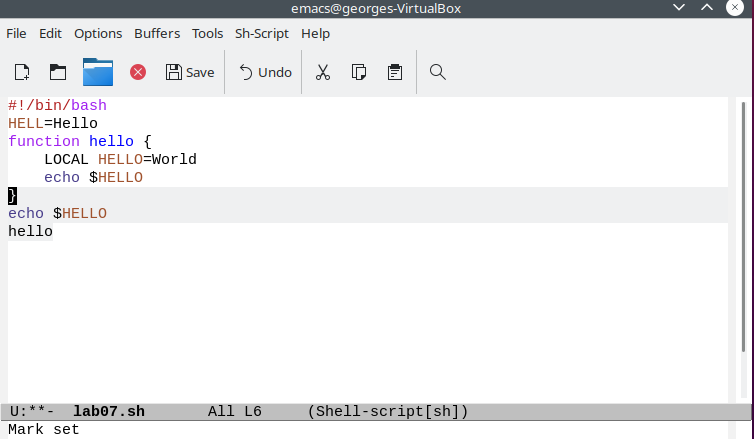 emacs@georges-VirtualBox
File Edit Options Buffers Tools Sh-Script Help
Save Undo
#!/bin/bash
HELL=Hello
function hello {
    LOCAL HELLO=World
    echo $HELLO
}
echo $HELLO
hello
U:**-  lab07.sh       All L6     (Shell-script[sh])
Mark set